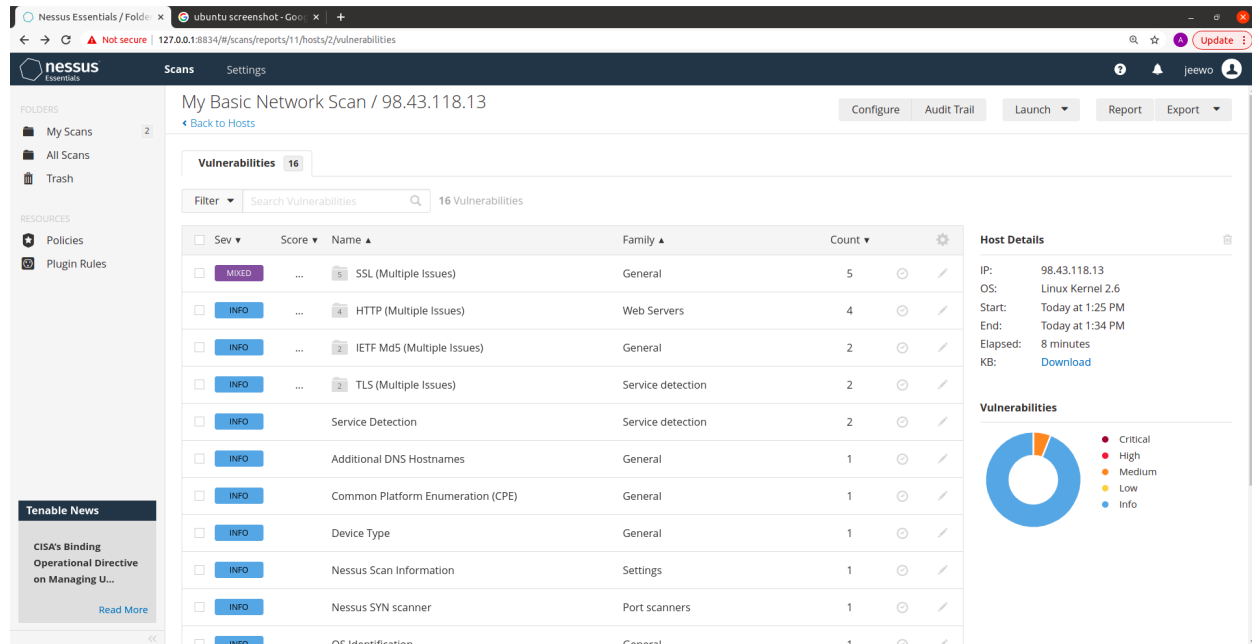 Nessus Essentials / Folde
ubuntu screenshot - Goog
Not secure 127.0.0.1:8834/#/scans/reports/11/hosts/2/vulnerabilities
A Update
nessus Essentials Scans Settings jeewo
FOLDERS
My Scans 2
All Scans
Trash
RESOURCES
Policies
Plugin Rules
Tenable News
CISA's Binding
Operational Directive
on Managing U...
Read More
My Basic Network Scan / 98.43.118.13
Back to Hosts
Configure Audit Trail Launch Report Export
Vulnerabilities 16
Filter Search Vulnerabilities 16 Vulnerabilities
Sev Score Name Family Count
MIXED ... 5 SSL (Multiple Issues) General 5
INFO ... 4 HTTP (Multiple Issues) Web Servers 4
INFO ... 2 IETF Md5 (Multiple Issues) General 2
INFO ... 2 TLS (Multiple Issues) Service detection 2
INFO Service Detection Service detection 2
INFO Additional DNS Hostnames General 1
INFO Common Platform Enumeration (CPE) General 1
INFO Device Type General 1
INFO Nessus Scan Information Settings 1
INFO Nessus SYN scanner Port scanners 1
INFO OS Identification General 1
Host Details
IP: 98.43.118.13
OS: Linux Kernel 2.6
Start: Today at 1:25 PM
End: Today at 1:34 PM
Elapsed: 8 minutes
KB: Download
Vulnerabilities
Critical
High
Medium
Low
Info